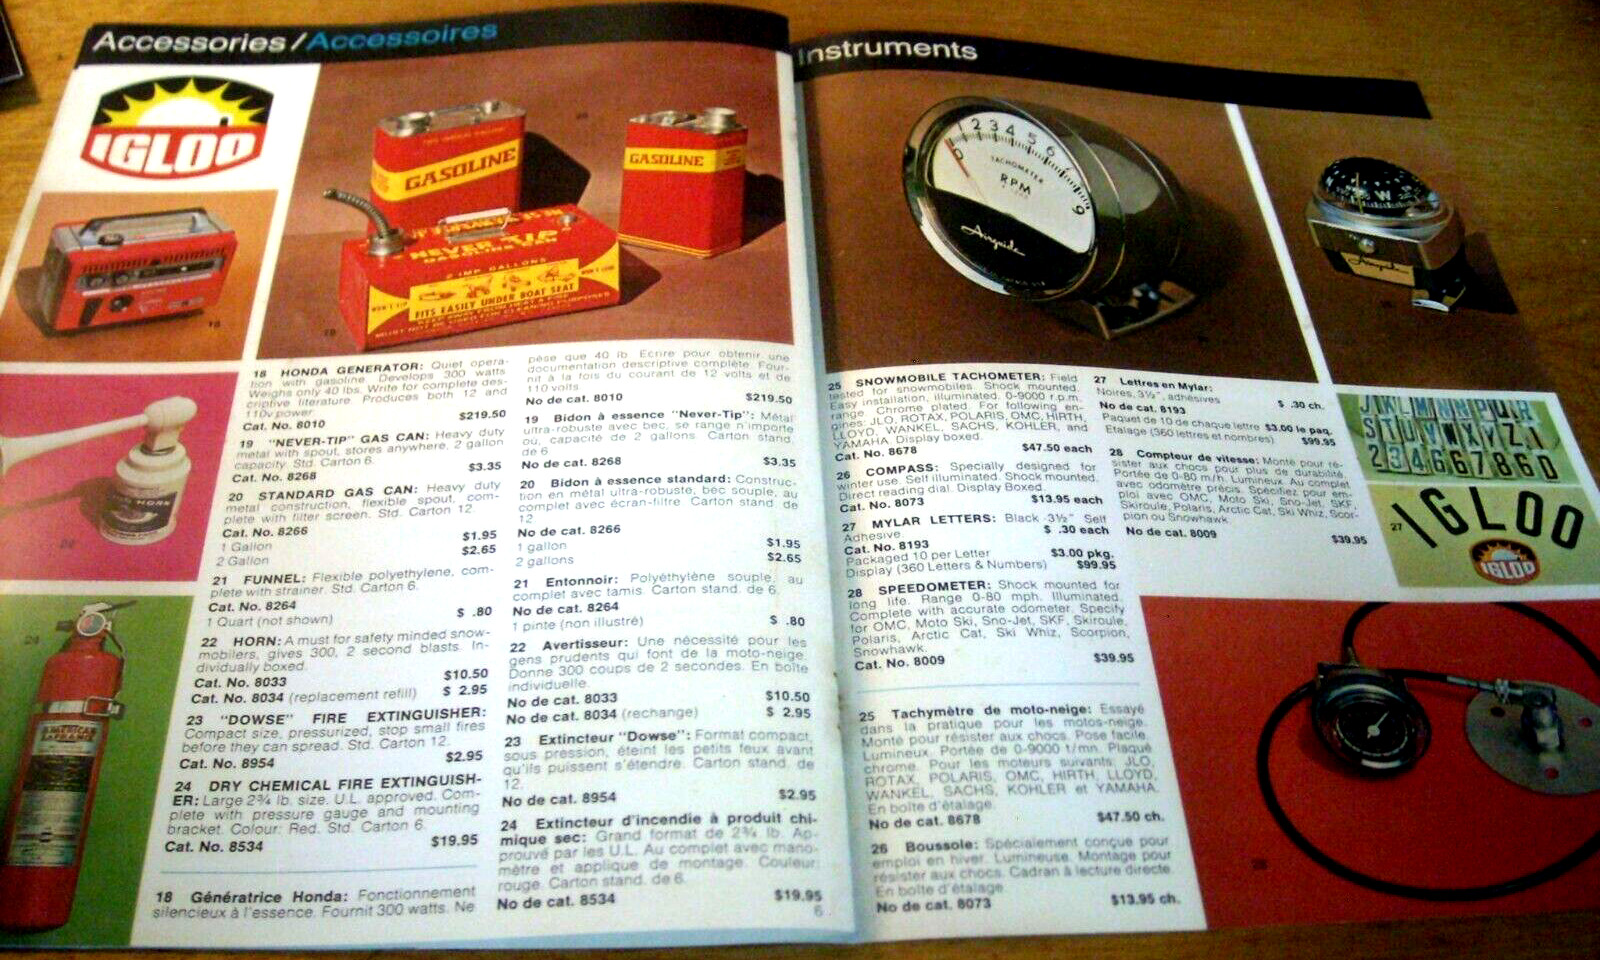 Accessories/Accessoires
IGLOO
GASOLINE
GASOLINE
NEVER-TIP
GASOLINE CAN
2 IMP. GALLONS
FITS EASILY UNDER BOAT SEAT
18
19
22
24
AMERICAN
LaFRANCE
18 HONDA GENERATOR: Quiet opera-
tion with gasoline. Develops 300 watts
Weighs only 40 lbs. Write for complete des-
criptive literature. Produces both 12 and
110v power.
Cat. No. 8010 $219.50
19 "NEVER-TIP" GAS CAN: Heavy duty
metal with spout, stores anywhere, 2 gallon
capacity. Std. Carton 6.
Cat. No. 8268 $3.35
20 STANDARD GAS CAN: Heavy duty
metal construction, flexible spout, com-
plete with filter screen. Std. Carton 12.
Cat. No. 8266
1 Gallon $1.95
2 Gallon $2.65
21 FUNNEL: Flexible polyethylene, com-
plete with strainer. Std. Carton 6.
Cat. No. 8264
1 Quart (not shown) $ .80
22 HORN: A must for safety minded snow-
mobilers, gives 300, 2 second blasts. In-
dividually boxed.
Cat. No. 8033 $10.50
Cat. No. 8034 (replacement refill) $ 2.95
23 "DOWSE" FIRE EXTINGUISHER:
Compact size, pressurized, stop small fires
before they can spread. Std. Carton 12.
Cat. No. 8954 $2.95
24 DRY CHEMICAL FIRE EXTINGUISH-
ER: Large 2¾ lb. size. U.L. approved. Com-
plete with pressure gauge and mounting
bracket. Colour: Red. Std. Carton 6.
Cat. No. 8534 $19.95
18 Génératrice Honda: Fonctionnement
silencieux à l'essence. Fournit 300 watts. Ne
pèse que 40 lb. Ecrire pour obtenir une
documentation descriptive complète. Four-
nit à la fois du courant de 12 volts et de
110 volts.
No de cat. 8010 $219.50
19 Bidon à essence "Never-Tip": Métal
ultra-robuste avec bec, se range n'importe
où, capacité de 2 gallons. Carton stand.
de 6
No de cat. 8268 $3.35
20 Bidon à essence standard: Construc-
tion en métal ultra-robuste, bec souple, au
complet avec écran-filtre. Carton stand. de
12
No de cat. 8266
1 gallon $1.95
2 gallons $2.65
21 Entonnoir: Polyéthylène souple, au
complet avec tamis. Carton stand. de 6.
No de cat. 8264
1 pinte (non illustré) $ .80
22 Avertisseur: Une nécessité pour les
gens prudents qui font de la moto-neige.
Donne 300 coups de 2 secondes. En boîte
individuelle.
No de cat. 8033 $10.50
No de cat. 8034 (rechange) $ 2.95
23 Extincteur "Dowse": Format compact,
sous pression, éteint les petits feux avant
qu'ils puissent s'étendre. Carton stand. de
12.
No de cat. 8954 $2.95
24 Extincteur d'incendie à produit chi-
mique sec: Grand format de 2¾ lb. Ap-
prouvé par les U.L. Au complet avec mano-
mètre et applique de montage. Couleur:
rouge. Carton stand. de 6.
No de cat. 8534 $19.95
6
Instruments
0 1 2 3 4 5 6 7 8 9
TACHOMETER
RPM
Airguide
W
Airguide
25 SNOWMOBILE TACHOMETER: Field
tested for snowmobiles. Shock mounted.
Easy installation, illuminated. 0-9000 r.p.m.
range. Chrome plated. For following en-
gines: JLO, ROTAX, POLARIS, OMC, HIRTH,
LLOYD, WANKEL, SACHS, KOHLER, and
YAMAHA. Display boxed.
Cat. No. 8678 $47.50 each
26 COMPASS: Specially designed for
winter use. Self illuminated. Shock mounted.
Direct reading dial. Display Boxed.
Cat. No. 8073 $13.95 each
27 MYLAR LETTERS: Black 3½" Self
Adhesive. $ .30 each
Cat. No. 8193
Packaged 10 per Letter $3.00 pkg.
Display (360 Letters & Numbers) $99.95
28 SPEEDOMETER: Shock mounted for
long life. Range 0-80 mph. Illuminated.
Complete with accurate odometer. Specify
for OMC, Moto Ski, Sno-Jet, SKF, Skiroule,
Polaris, Arctic Cat, Ski Whiz, Scorpion,
Snowhawk.
Cat. No. 8009 $39.95
25 Tachymètre de moto-neige: Essayé
dans la pratique pour les motos-neige.
Monté pour résister aux chocs. Pose facile.
Lumineux. Portée de 0-9000 t/mn. Plaqué
chrome. Pour les moteurs suivants: JLO,
ROTAX, POLARIS, OMC, HIRTH, LLOYD,
WANKEL, SACHS, KOHLER et YAMAHA.
En boîte d'étalage.
No de cat. 8678 $47.50 ch.
26 Boussole: Spécialement conçue pour
emploi en hiver. Lumineuse. Montage pour
résister aux chocs. Cadran à lecture directe.
En boîte d'étalage
No de cat. 8073 $13.95 ch.
27 Lettres en Mylar:
Noires, 3½", adhésives $ .30 ch.
No de cat. 8193
Paquet de 10 de chaque lettre $3.00 le paq.
Etalage (360 lettres et nombres) $99.95
28 Compteur de vitesse: Monté pour ré-
sister aux chocs pour plus de durabilité.
Portée de 0-80 m/h. Lumineux. Au complet
avec odomètre précis. Spécifiez pour em-
ploi avec OMC, Moto Ski, Sno-Jet, SKF,
Skiroule, Polaris, Arctic Cat, Ski Whiz, Scor-
pion ou Snowhawk.
No de cat. 8009 $39.95
27
IGLOO
IGLOO